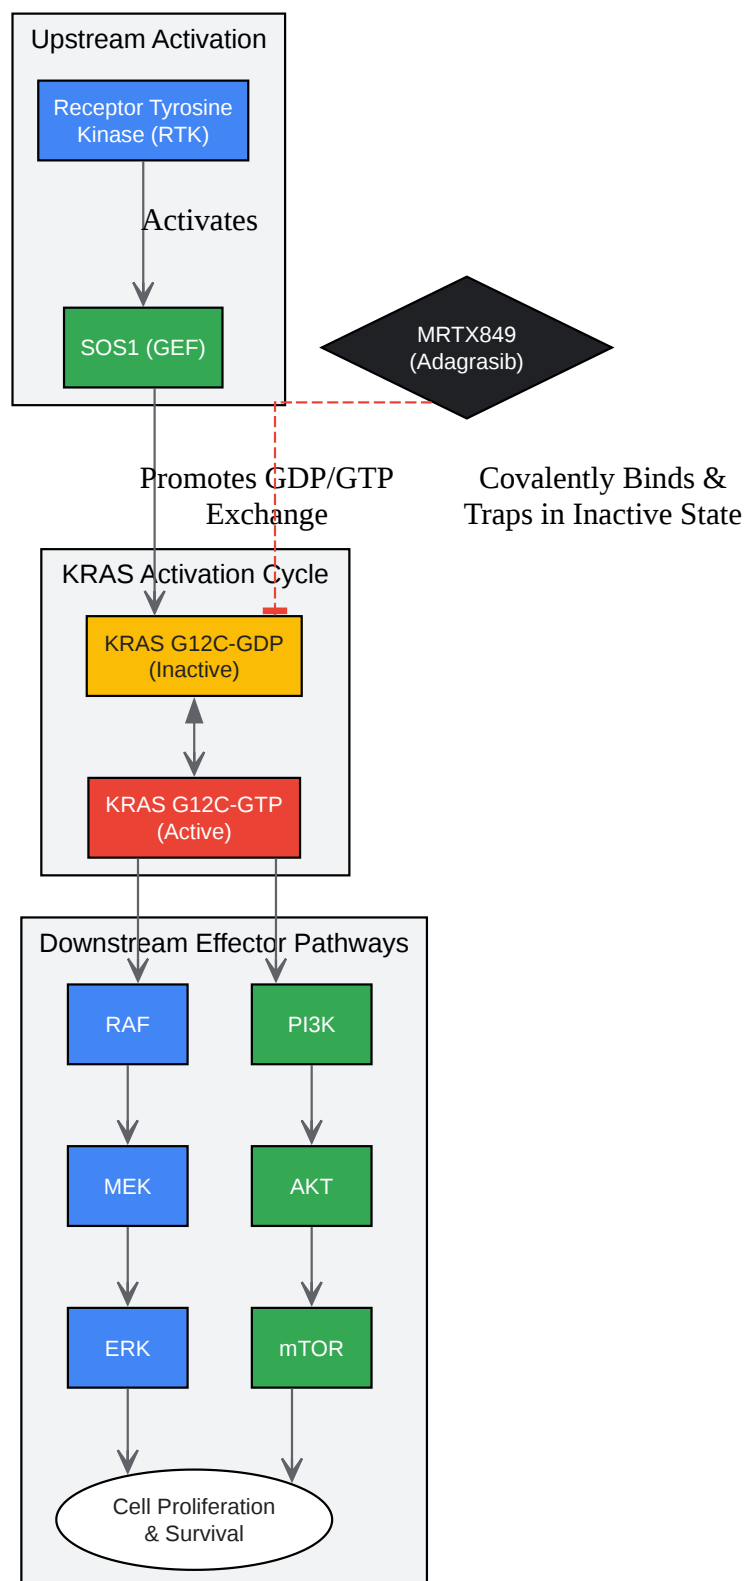 Upstream Activation
Receptor Tyrosine
Kinase (RTK)
Activates
SOS1 (GEF)
MRTX849
(Adagrasib)
Promotes GDP/GTP
Exchange
Covalently Binds &
Traps in Inactive State
KRAS Activation Cycle
KRAS G12C-GDP
(Inactive)
KRAS G12C-GTP
(Active)
Downstream Effector Pathways
RAF
PI3K
MEK
AKT
ERK
mTOR
Cell Proliferation
& Survival